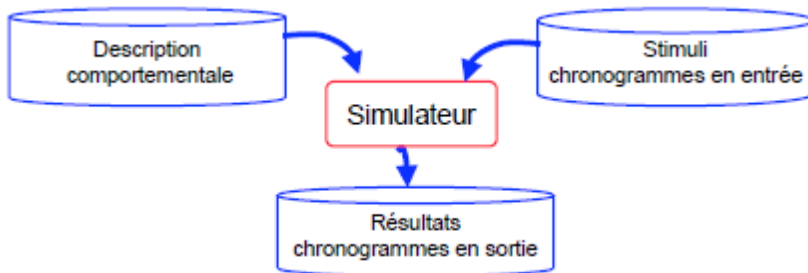 Description
comportementale
Stimuli
chronogrammes en entrée
Simulateur
Résultats
chronogrammes en sortie